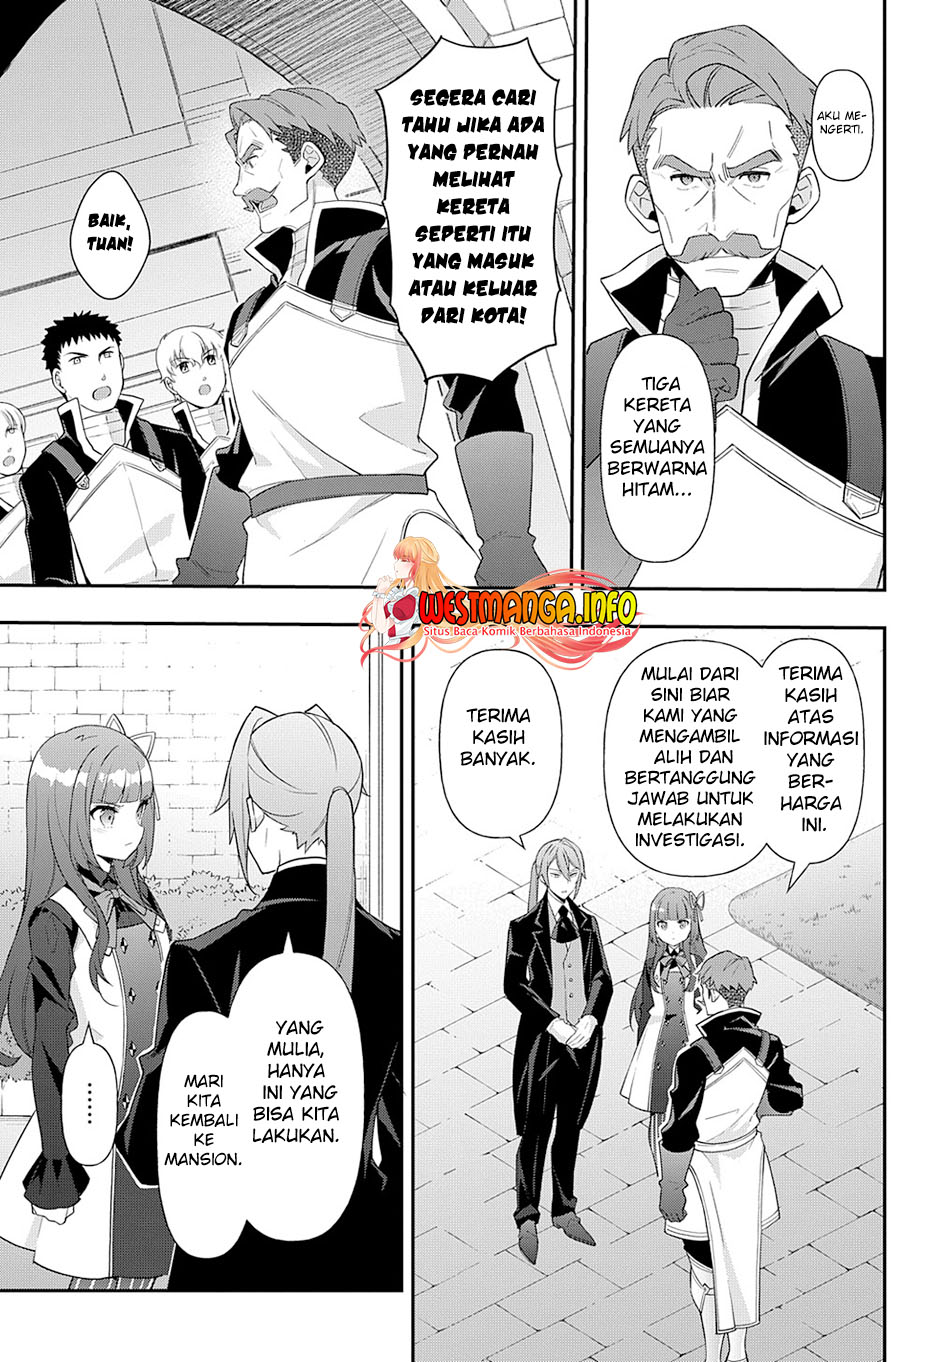 AKU ME-
NGERTI.
TIGA
KERETA
YANG
SEMUANYA
BERWARNA
HITAM...
SEGERA CARI
TAHU JIKA ADA
YANG PERNAH
MELIHAT
KERETA
SEPERTI ITU
YANG MASUK
ATAU KELUAR
DARI KOTA!
BAIK,
TUAN!
WESTMANGA.INFO
Situs Baca Komik Berbahasa Indonesia
TERIMA
KASIH
ATAS
INFORMASI
YANG
BER-
HARGA
INI.
MULAI DARI
SINI BIAR
KAMI YANG
MENGAMBIL
ALIH DAN
BERTANGGUNG
JAWAB UNTUK
MELAKUKAN
INVESTIGASI.
TERIMA
KASIH
BANYAK.
YANG
MULIA,
HANYA
INI YANG
BISA KITA
LAKUKAN.
MARI
KITA
KEMBALI
KE
MANSION.
......